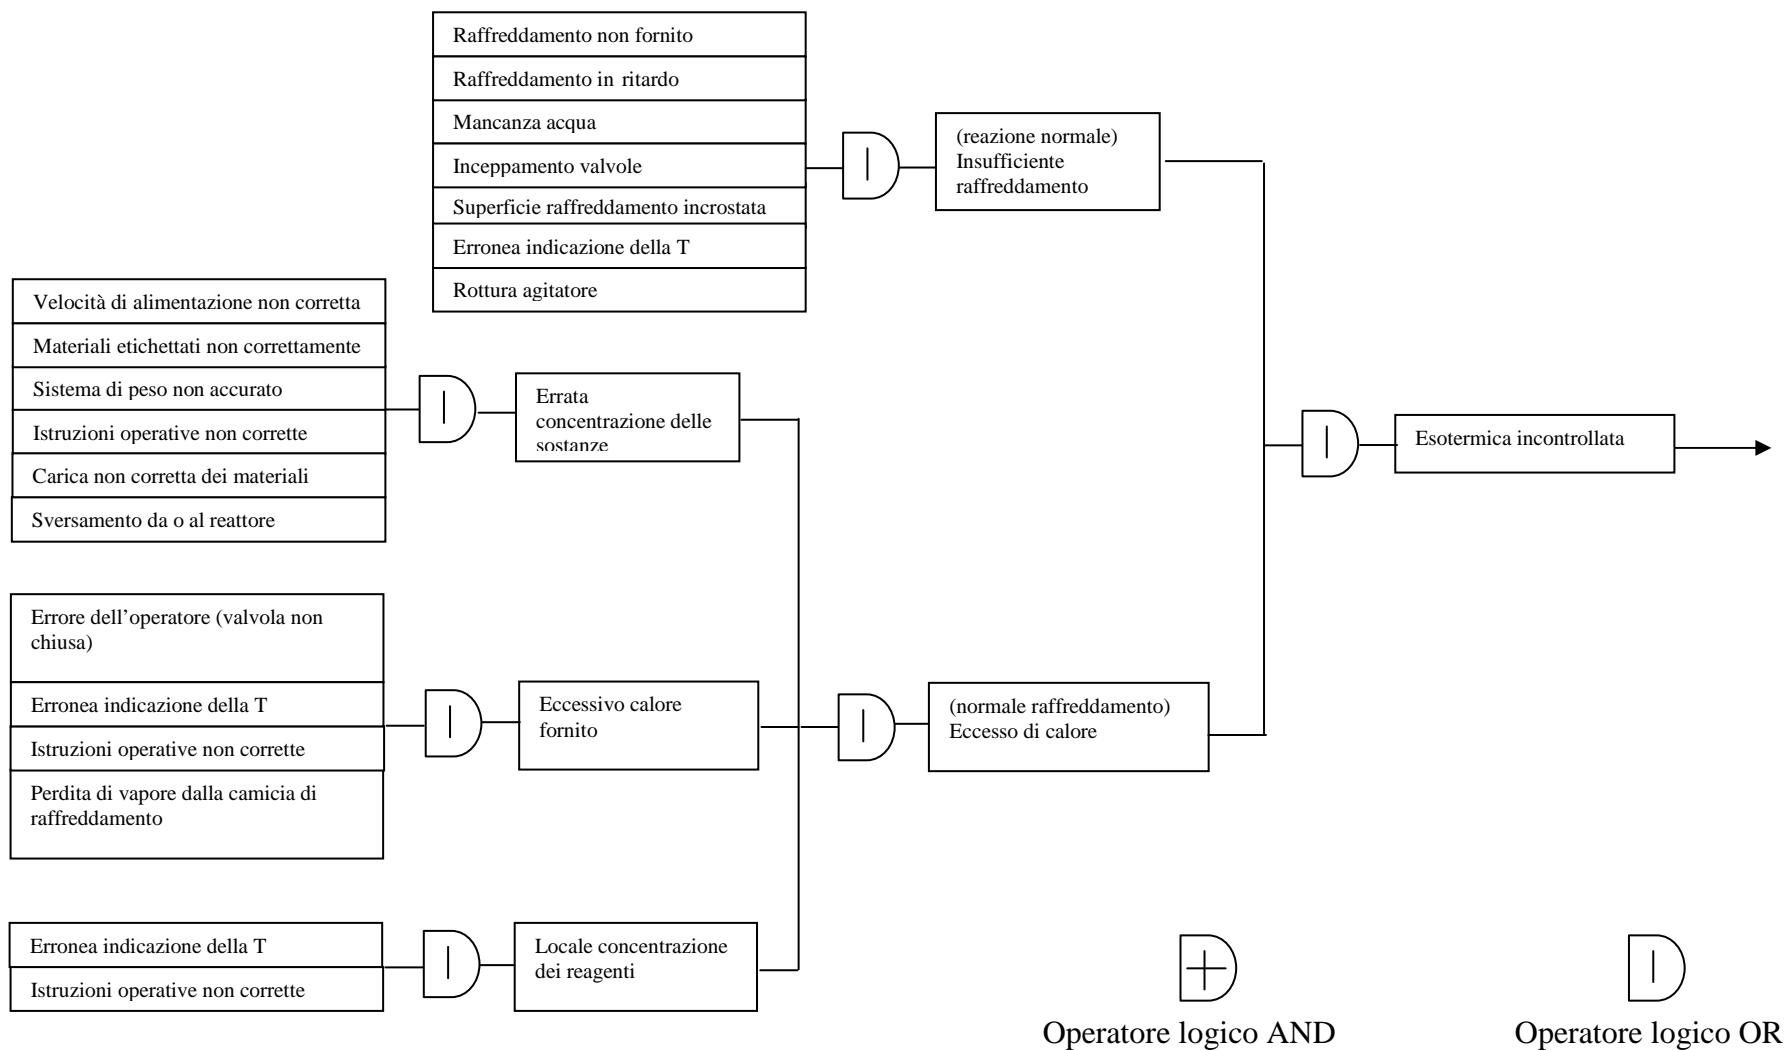 Raffreddamento non fornito
Raffreddamento in ritardo
Mancanza acqua
Inceppamento valvole
Superficie raffreddamento incrostata
Erronea indicazione della T
Rottura agitatore
(reazione normale)
Insufficiente
raffreddamento
Velocità di alimentazione non corretta
Materiali etichettati non correttamente
Sistema di peso non accurato
Istruzioni operative non corrette
Carica non corretta dei materiali
Sversamento da o al reattore
Errata
concentrazione delle
sostanze
Esotermica incontrollata
Errore dell’operatore (valvola non
chiusa)
Erronea indicazione della T
Istruzioni operative non corrette
Perdita di vapore dalla camicia di
raffreddamento
Eccessivo calore
fornito
(normale raffreddamento)
Eccesso di calore
Erronea indicazione della T
Istruzioni operative non corrette
Locale concentrazione
dei reagenti
Operatore logico AND
Operatore logico OR